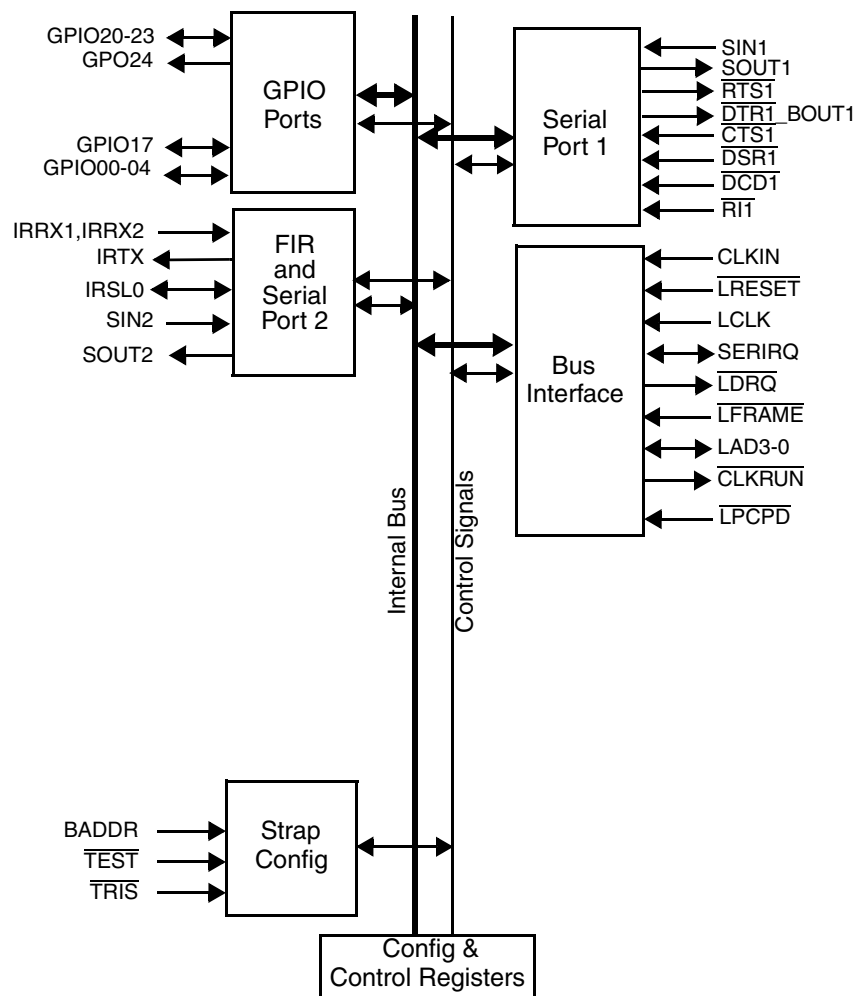 GPIO20-23
GPO24
GPIO17
GPIO00-04
GPIO
Ports
SIN1
SOUT1
RTS1
DTR1_BOUT1
CTS1
DSR1
DCD1
RI1
Serial
Port 1
IRRX1,IRRX2
IRTX
IRSL0
SIN2
SOUT2
FIR
and
Serial
Port 2
CLKIN
LRESET
LCLK
SERIRQ
LDRQ
LFRAME
LAD3-0
CLKRUN
LPCPD
Bus
Interface
Internal Bus
Control Signals
BADDR
TEST
TRIS
Strap
Config
Config &
Control Registers